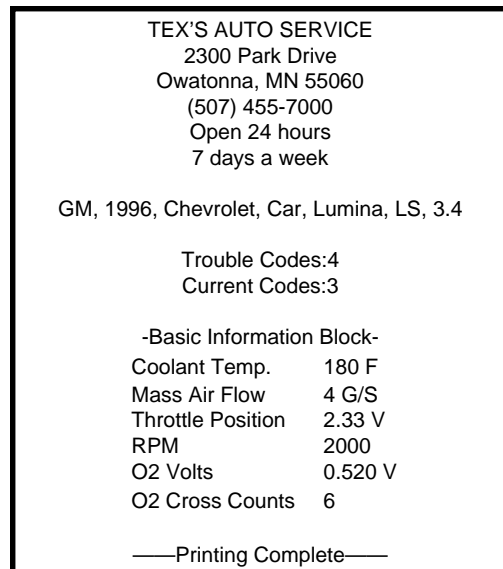 TEX'S AUTO SERVICE
2300 Park Drive
Owatonna, MN 55060
(507) 455-7000
Open 24 hours
7 days a week
GM, 1996, Chevrolet, Car, Lumina, LS, 3.4
Trouble Codes:4
Current Codes:3
-Basic Information Block-
Coolant Temp. 180 F
Mass Air Flow 4 G/S
Throttle Position 2.33 V
RPM 2000
O2 Volts 0.520 V
O2 Cross Counts 6
——Printing Complete——